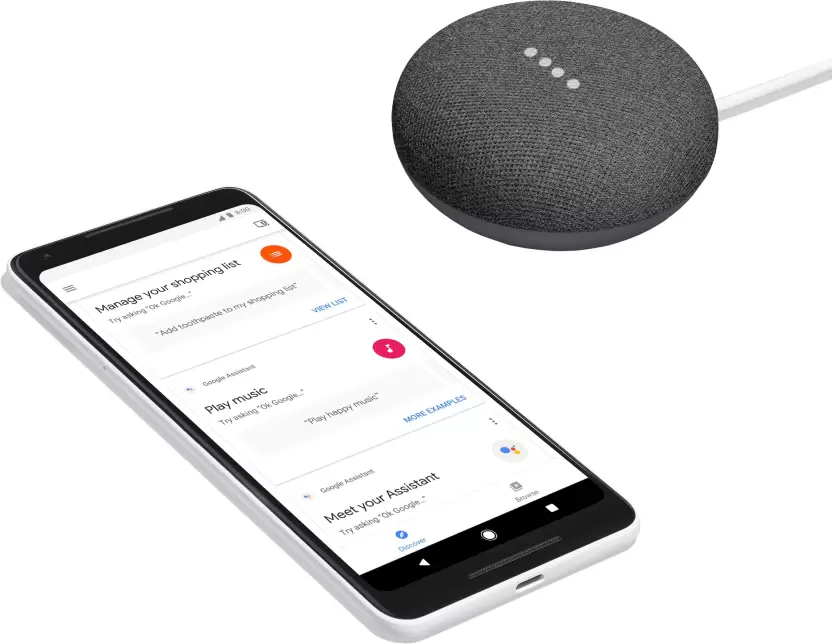 8:00
Manage your shopping list
Try asking "Ok Google..."
"Add toothpaste to my shopping list"
VIEW LIST
Google Assistant
Play music
Try asking "Ok Google..."
"Play happy music"
MORE EXAMPLES
Google Assistant
Meet your Assistant
Try asking "Ok Google..."
Discover
Browse